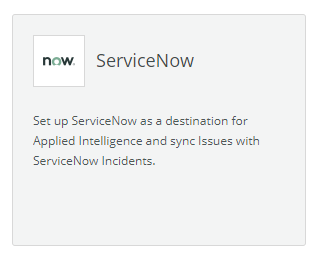 now.
ServiceNow
Set up ServiceNow as a destination for
Applied Intelligence and sync Issues with
ServiceNow Incidents.